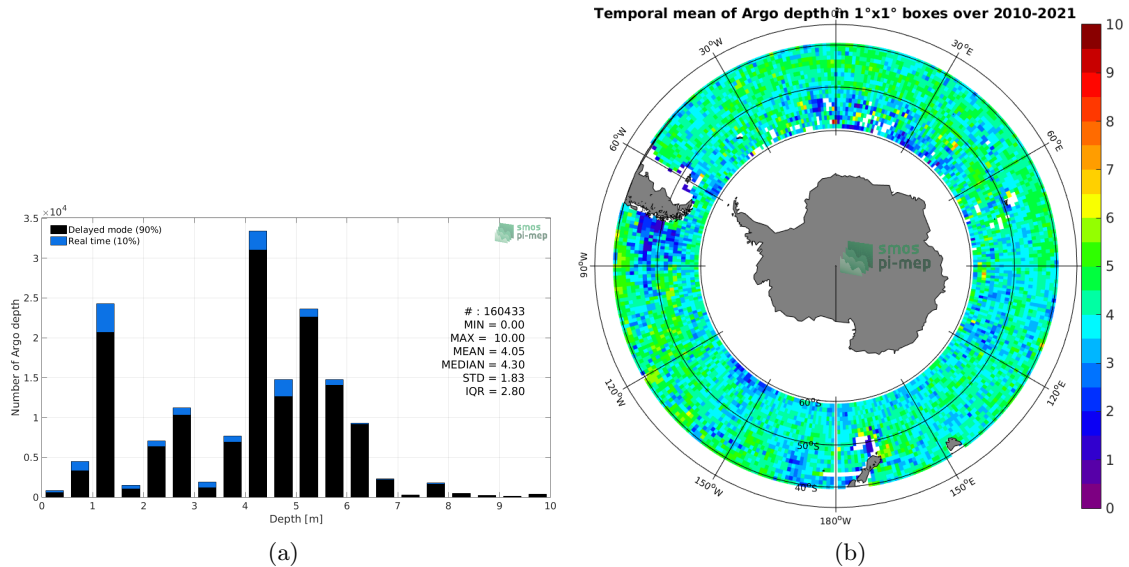 Temporal mean of Argo depth in 1°x1° boxes over 2010-2021
x10⁴
3.5
3
2.5
2
1.5
1
0.5
0
Number of Argo depth
Delayed mode (90%)
Real time (10%)
smos
pi-mep
# : 160433
MIN = 0.00
MAX = 10.00
MEAN = 4.05
MEDIAN = 4.30
STD = 1.83
IQR = 2.80
0 1 2 3 4 5 6 7 8 9 10
Depth [m]
(a)
30°W
30°E
60°W
60°E
90°W
120°W
120°E
150°W
150°E
180°W
60°S
50°S
40°S
smos
pi-mep
10
9
8
7
6
5
4
3
2
1
0
(b)